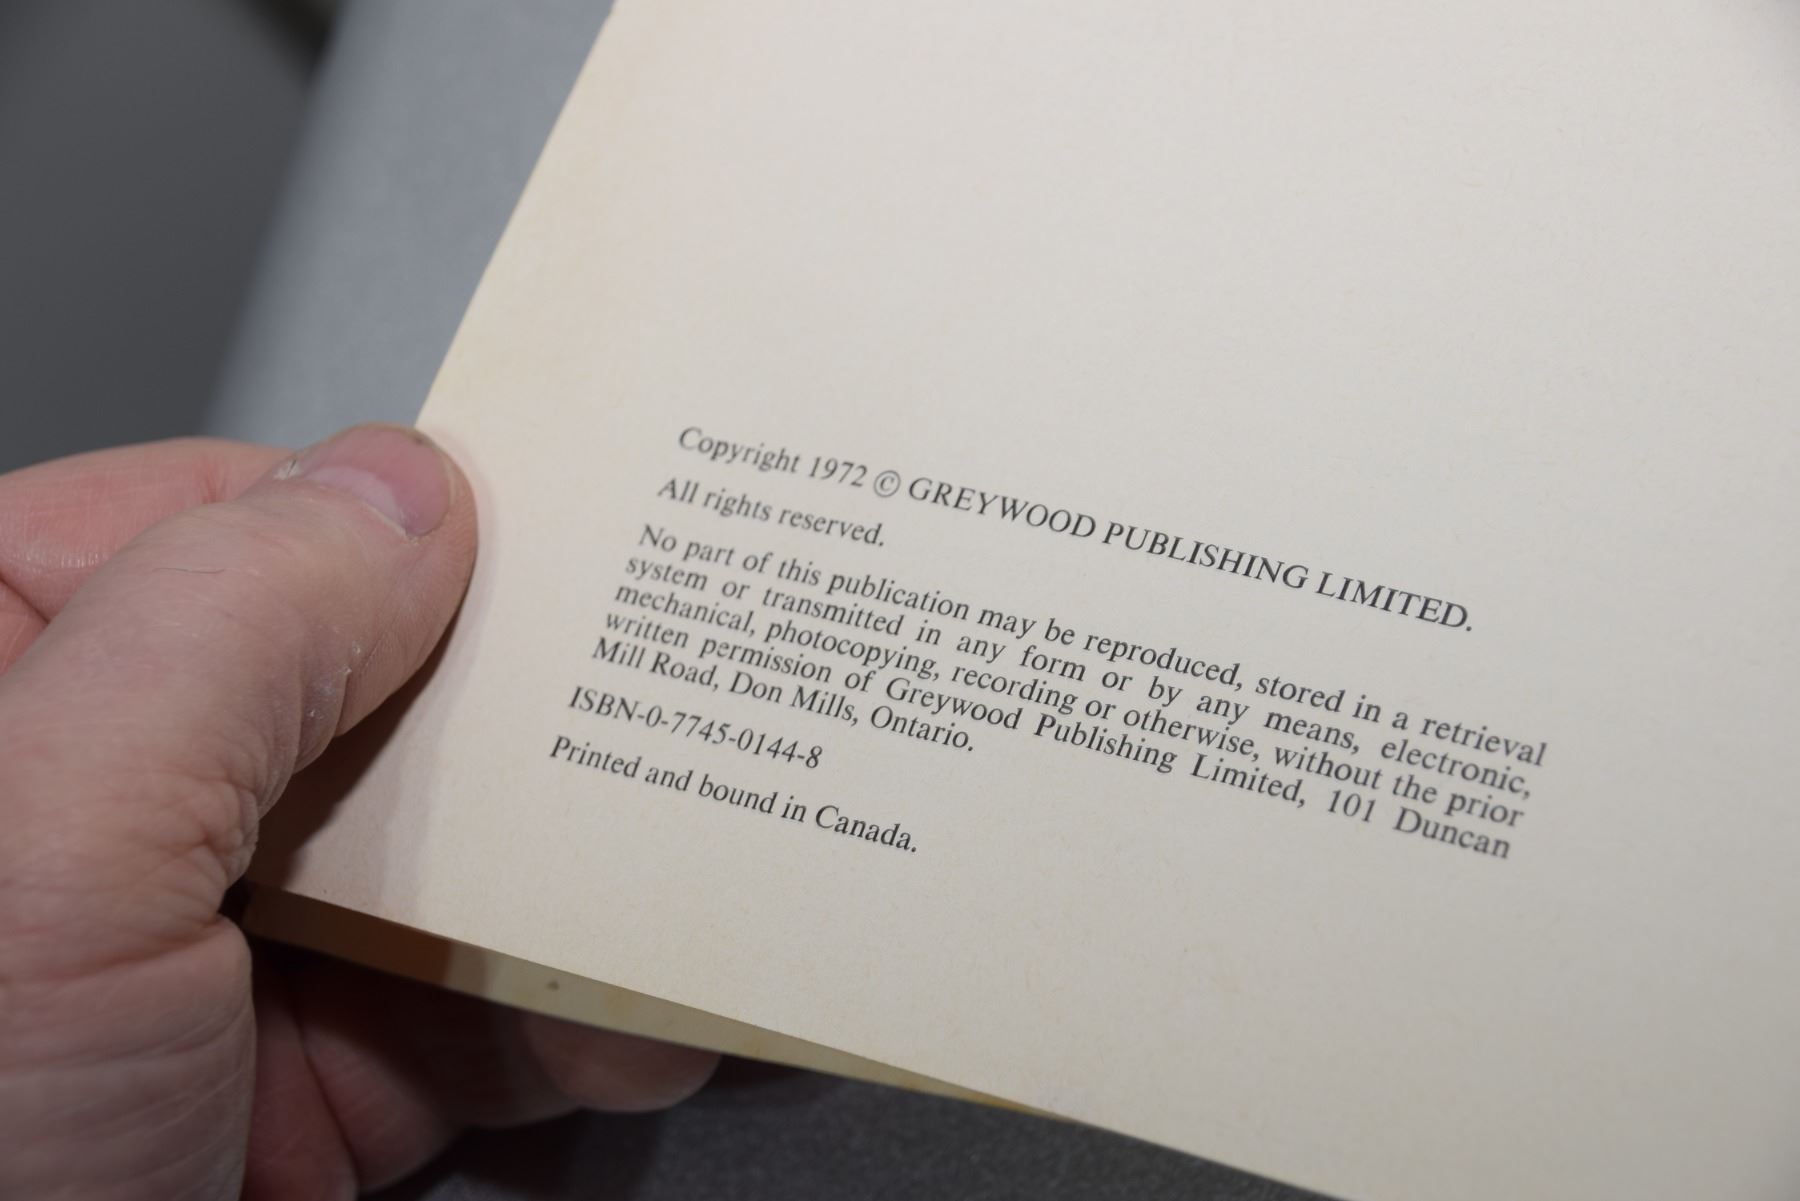 Copyright 1972 © GREYWOOD PUBLISHING LIMITED.
All rights reserved.
No part of this publication may be reproduced, stored in a retrieval
system or transmitted in any form or by any means, electronic,
mechanical, photocopying, recording or otherwise, without the prior
written permission of Greywood Publishing Limited, 101 Duncan
Mill Road, Don Mills, Ontario.
ISBN-0-7745-0144-8
Printed and bound in Canada.